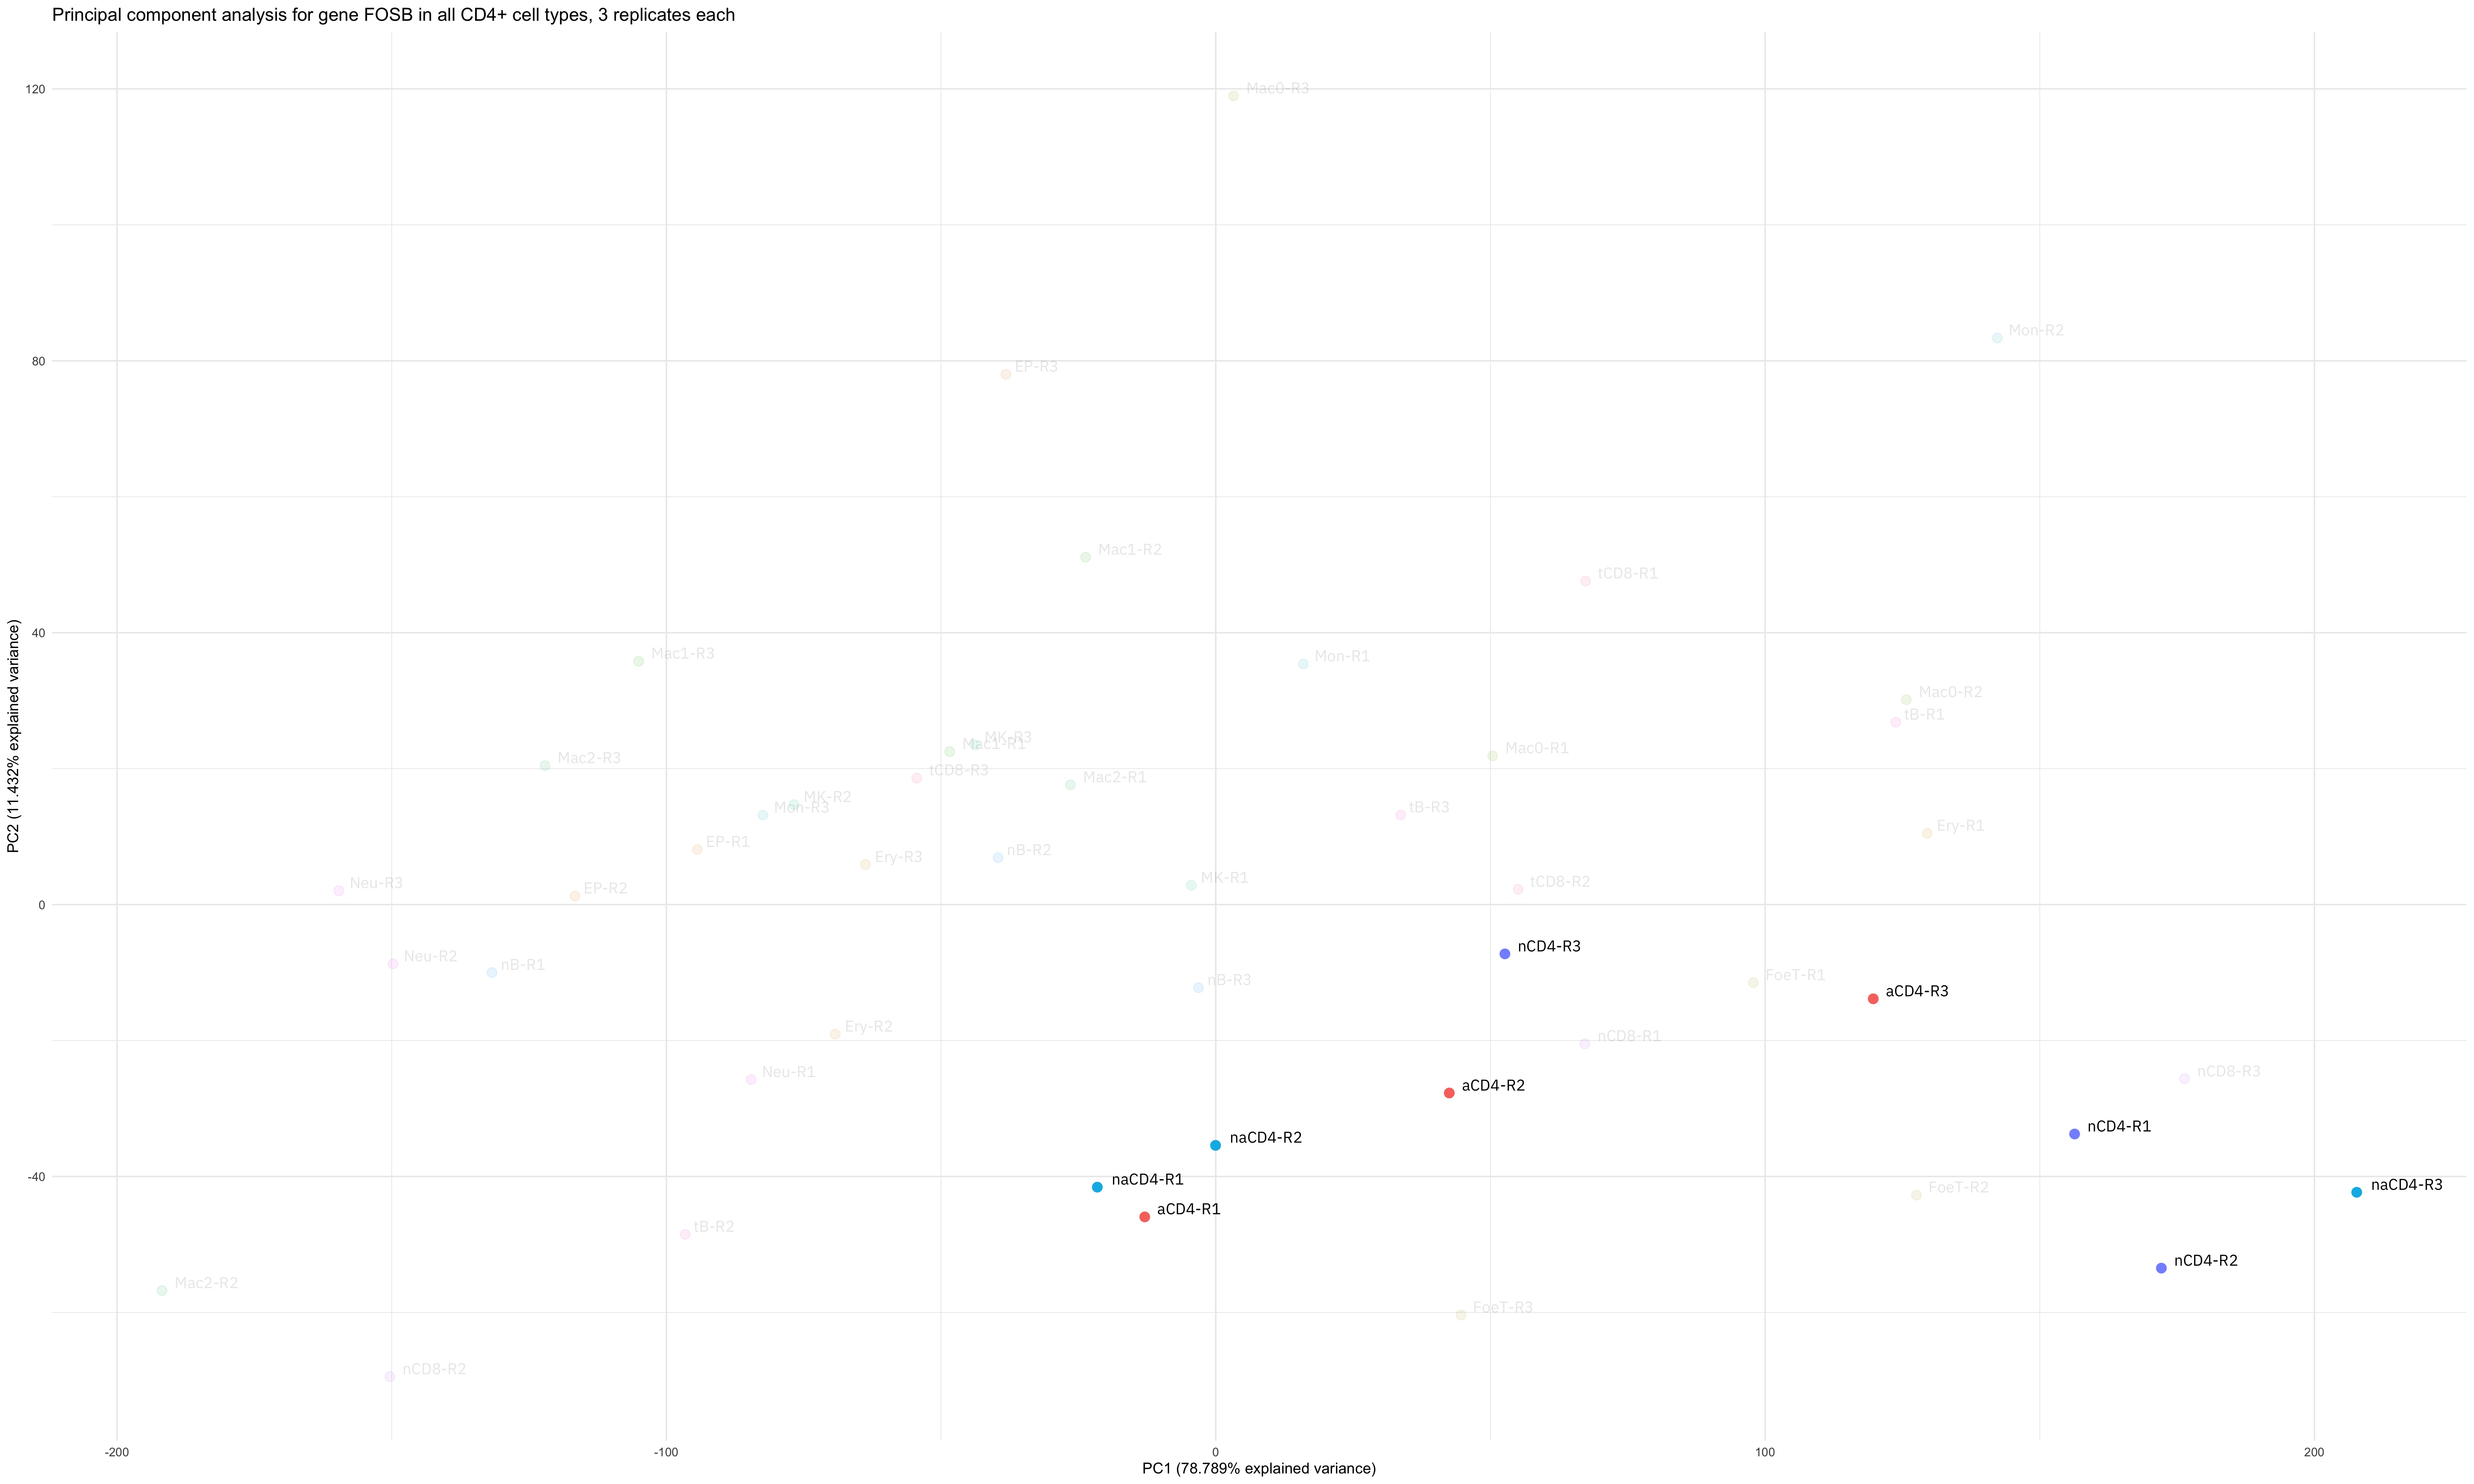 Principal component analysis for gene FOSB in all CD4+ cell types, 3 replicates each
120
80
40
0
-40
PC2 (11.432% explained variance)
Mac0-R3
Mon-R2
EP-R3
Mac1-R2
tCD8-R1
Mac1-R3
Mon-R1
Mac0-R2
tB-R1
MK-R3
Mac1-R1
Mac0-R1
Mac2-R3
tCD8-R3
Mac2-R1
MK-R2
Mon-R3
tB-R3
Ery-R1
EP-R1
Ery-R3
nB-R2
Neu-R3
EP-R2
MK-R1
tCD8-R2
nCD4-R3
Neu-R2
nB-R1
nB-R3
FoeT-R1
aCD4-R3
Ery-R2
nCD8-R1
Neu-R1
nCD8-R3
aCD4-R2
naCD4-R2
nCD4-R1
naCD4-R1
naCD4-R3
FoeT-R2
aCD4-R1
tB-R2
nCD4-R2
Mac2-R2
FoeT-R3
nCD8-R2
-200
-100
0
100
200
PC1 (78.789% explained variance)